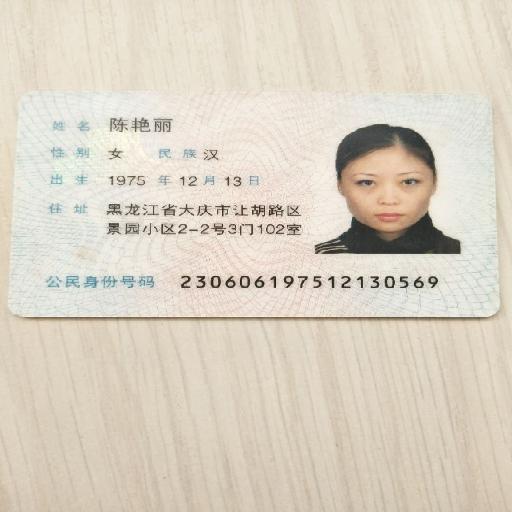 姓名 陈艳丽
性别 女 民族 汉
出生 1975 年 12 月 13 日
住址 黑龙江省大庆市让胡路区
景园小区2-2号3门102室
公民身份号码 230606197512130569